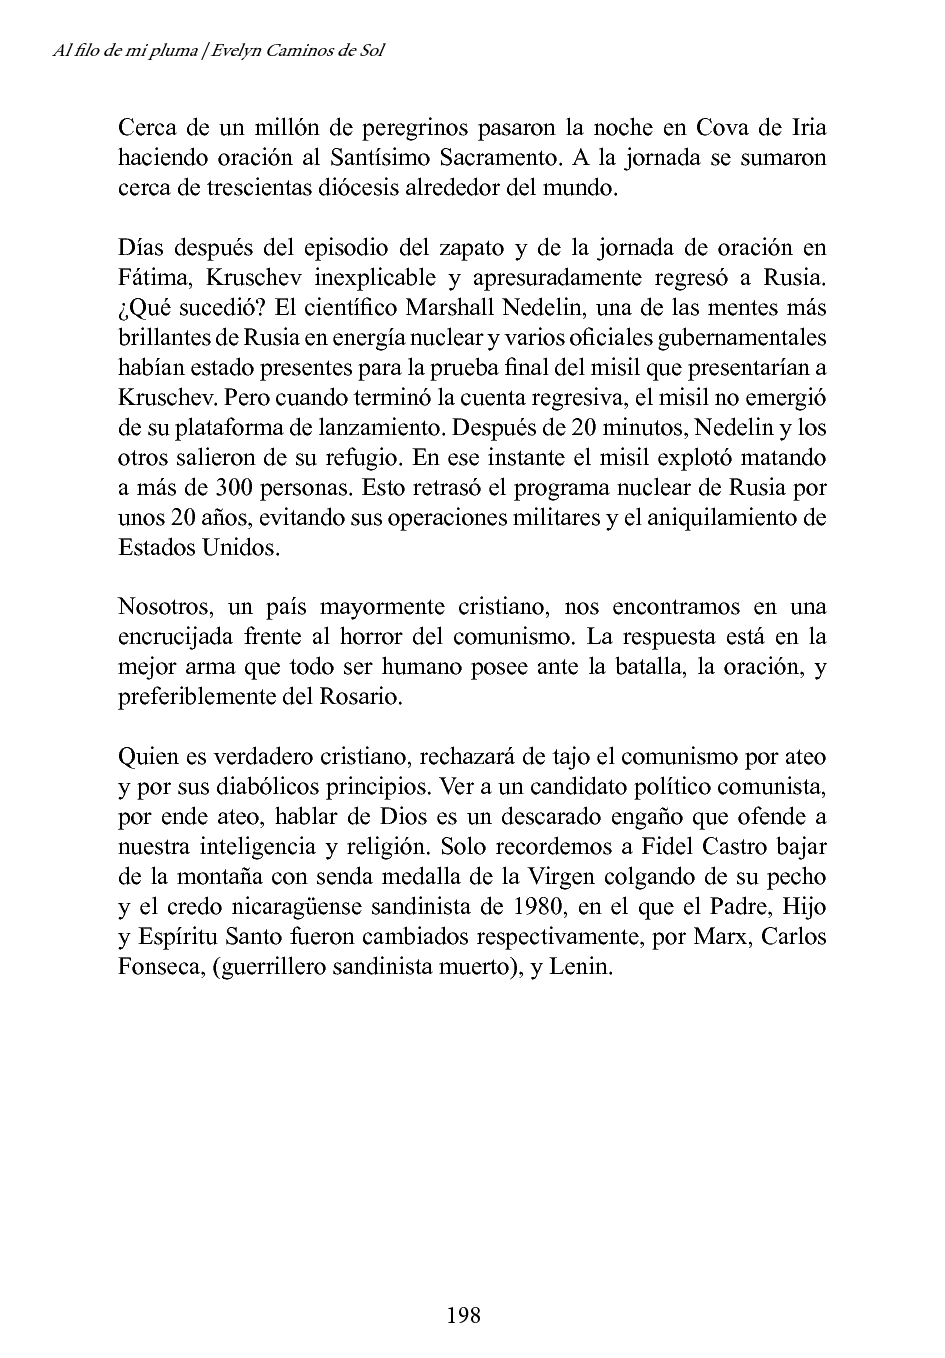 Al filo de mi pluma / Evelyn Caminos de Sol
Cerca de un millón de peregrinos pasaron la noche en Cova de Iria
haciendo oración al Santísimo Sacramento. A la jornada se sumaron
cerca de trescientas diócesis alrededor del mundo.
Días después del episodio del zapato y de la jornada de oración en
Fátima, Kruschev inexplicable y apresuradamente regresó a Rusia.
¿Qué sucedió? El científico Marshall Nedelin, una de las mentes más
brillantes de Rusia en energía nuclear y varios oficiales gubernamentales
habían estado presentes para la prueba final del misil que presentarían a
Kruschev. Pero cuando terminó la cuenta regresiva, el misil no emergió
de su plataforma de lanzamiento. Después de 20 minutos, Nedelin y los
otros salieron de su refugio. En ese instante el misil explotó matando
a más de 300 personas. Esto retrasó el programa nuclear de Rusia por
unos 20 años, evitando sus operaciones militares y el aniquilamiento de
Estados Unidos.
Nosotros, un país mayormente cristiano, nos encontramos en una
encrucijada frente al horror del comunismo. La respuesta está en la
mejor arma que todo ser humano posee ante la batalla, la oración, y
preferiblemente del Rosario.
Quien es verdadero cristiano, rechazará de tajo el comunismo por ateo
y por sus diabólicos principios. Ver a un candidato político comunista,
por ende ateo, hablar de Dios es un descarado engaño que ofende a
nuestra inteligencia y religión. Solo recordemos a Fidel Castro bajar
de la montaña con senda medalla de la Virgen colgando de su pecho
y el credo nicaragüense sandinista de 1980, en el que el Padre, Hijo
y Espíritu Santo fueron cambiados respectivamente, por Marx, Carlos
Fonseca, (guerrillero sandinista muerto), y Lenin.
198